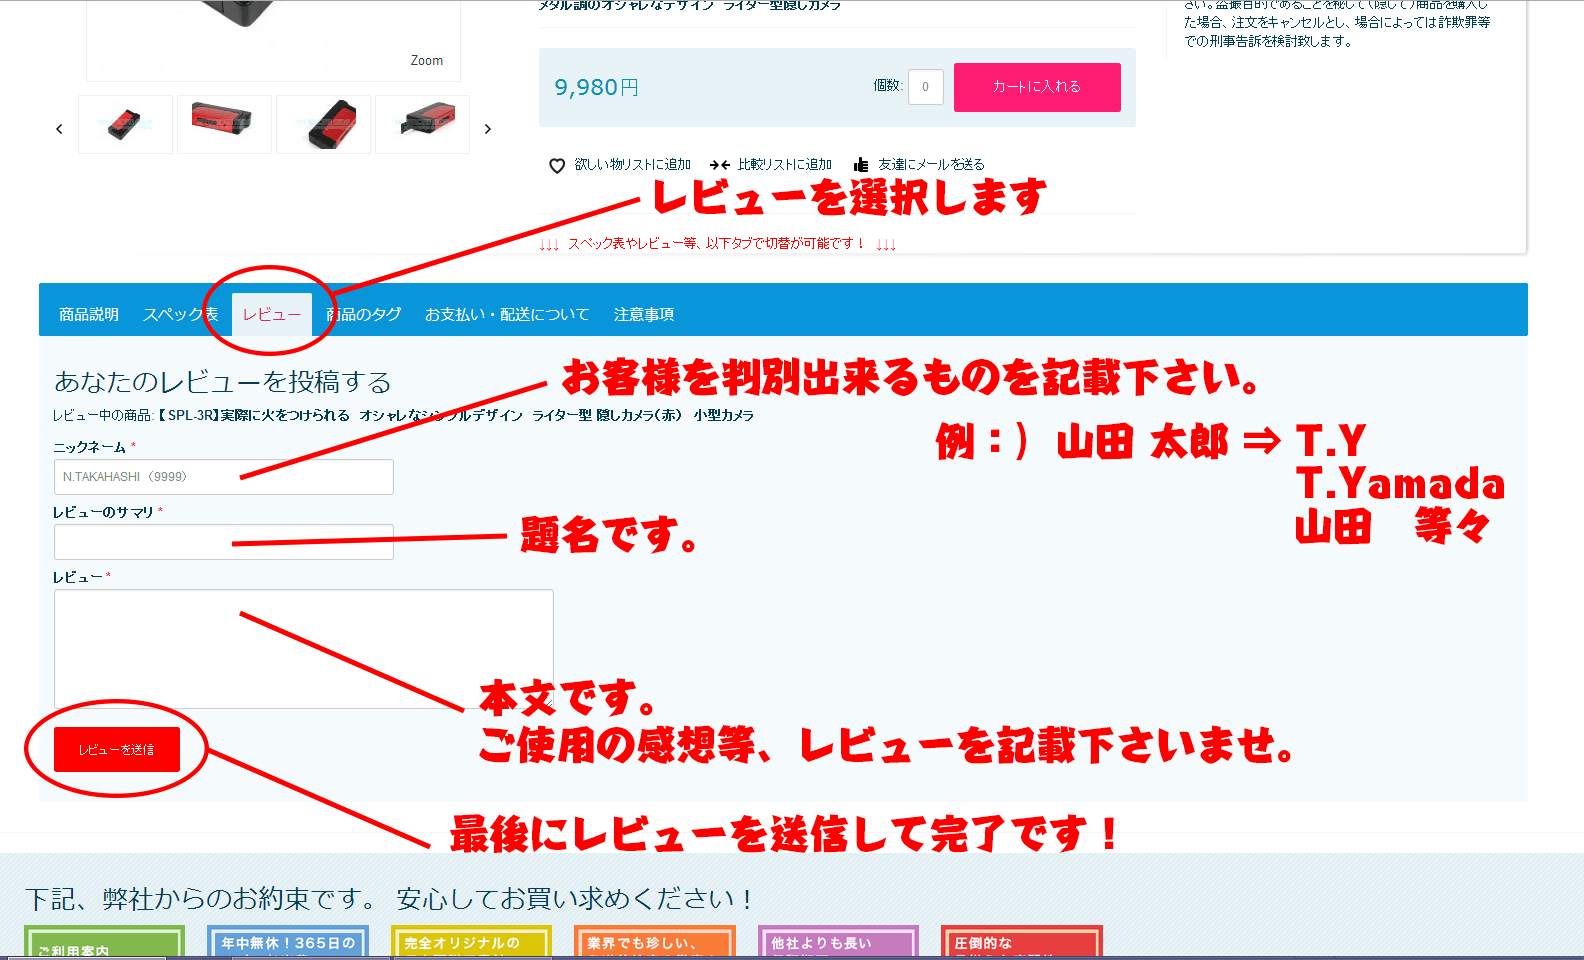 メタル調のオシャレなデザイン ライター型隠しカメラ
さい。盗撮目的であることを秘して(隠して)商品を購入し
た場合、注文をキャンセルとし、場合によっては詐欺罪等
での刑事告訴を検討致します。
Zoom
9,980円
個数: 0
カートに入れる
欲しい物リストに追加
比較リストに追加
友達にメールを送る
レビューを選択します
↓↓↓ スペック表やレビュー等、以下タブで切替が可能です! ↓↓↓
商品説明 スペック表 レビュー 商品のタグ お支払い・配送について 注意事項
あなたのレビューを投稿する
お客様を判別出来るものを記載下さい。
レビュー中の商品: 【 SPL-3R】実際に火をつけられる オシャレなシンプルデザイン ライター型 隠しカメラ(赤) 小型カメラ
例:) 山田 太郎 ⇒ T.Y
T.Yamada
山田 等々
ニックネーム *
N.TAKAHASHI (9999)
レビューのサマリ *
題名です。
レビュー *
本文です。
ご使用の感想等、レビューを記載下さいませ。
レビューを送信
最後にレビューを送信して完了です!
下記、弊社からのお約束です。 安心してお買い求めください!
ご利用案内
年中無休!365日の
完全オリジナルの
業界でも珍しい、
他社よりも長い
圧倒的な